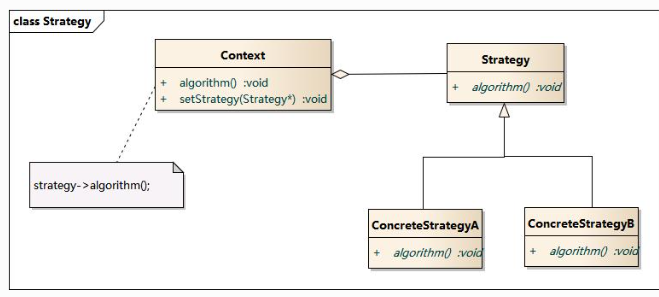 class Strategy
Context
+ algorithm() :void
+ setStrategy(Strategy*) :void
Strategy
+ algorithm() :void
strategy->algorithm();
ConcreteStrategyA
+ algorithm() :void
ConcreteStrategyB
+ algorithm() :void